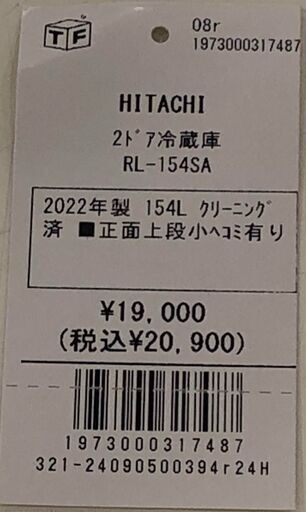 TF
08r
1973000317487
HITACHI
2ﾄﾞｱ冷蔵庫
RL-154SA
2022年製 154L ｸﾘｰﾆﾝｸﾞ
済 ■正面上段小ﾍｺﾐ有り
¥19,000
(税込¥20,900)
1973000317487
321-24090500394r24H